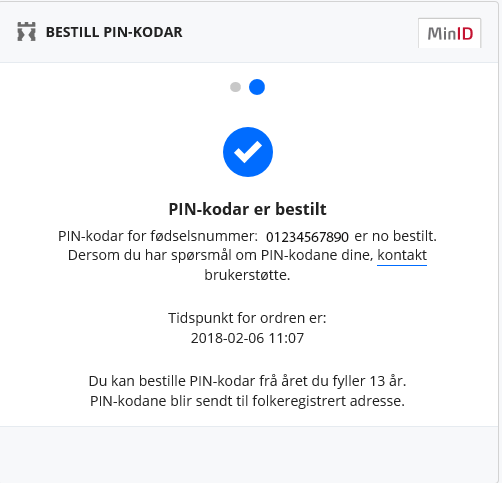 BESTILL PIN-KODAR
MinID
PIN-kodar er bestilt
PIN-kodar for fødselsnummer: 01234567890 er no bestilt.
Dersom du har spørsmål om PIN-kodane dine, kontakt
brukerstøtte.
Tidspunkt for ordren er:
2018-02-06 11:07
Du kan bestille PIN-kodar frå året du fyller 13 år.
PIN-kodane blir sendt til folkeregistrert adresse.